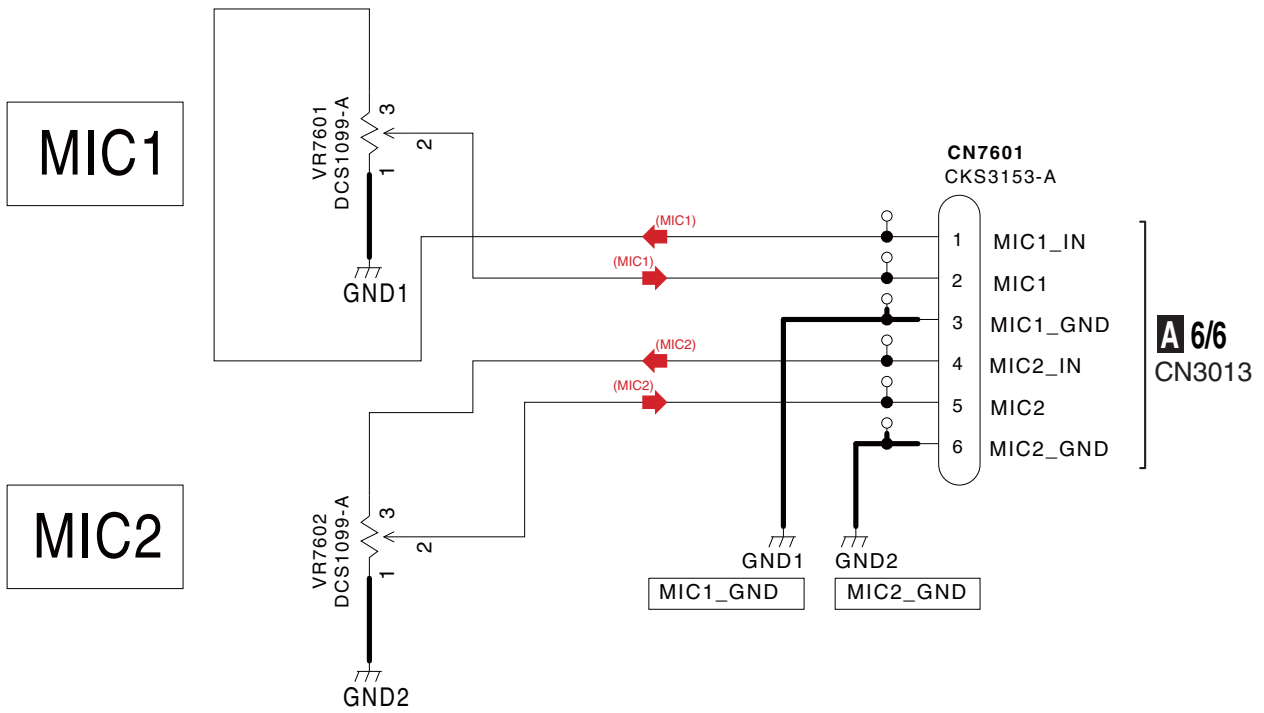 MIC1
VR7601
DCS1099-A
3
2
1
GND1
CN7601
CKS3153-A
(MIC1)
1 MIC1_IN
(MIC1)
2 MIC1
3 MIC1_GND
(MIC2)
4 MIC2_IN
(MIC2)
5 MIC2
6 MIC2_GND
A 6/6
CN3013
MIC2
VR7602
DCS1099-A
3
2
1
GND2
GND1
MIC1_GND
GND2
MIC2_GND